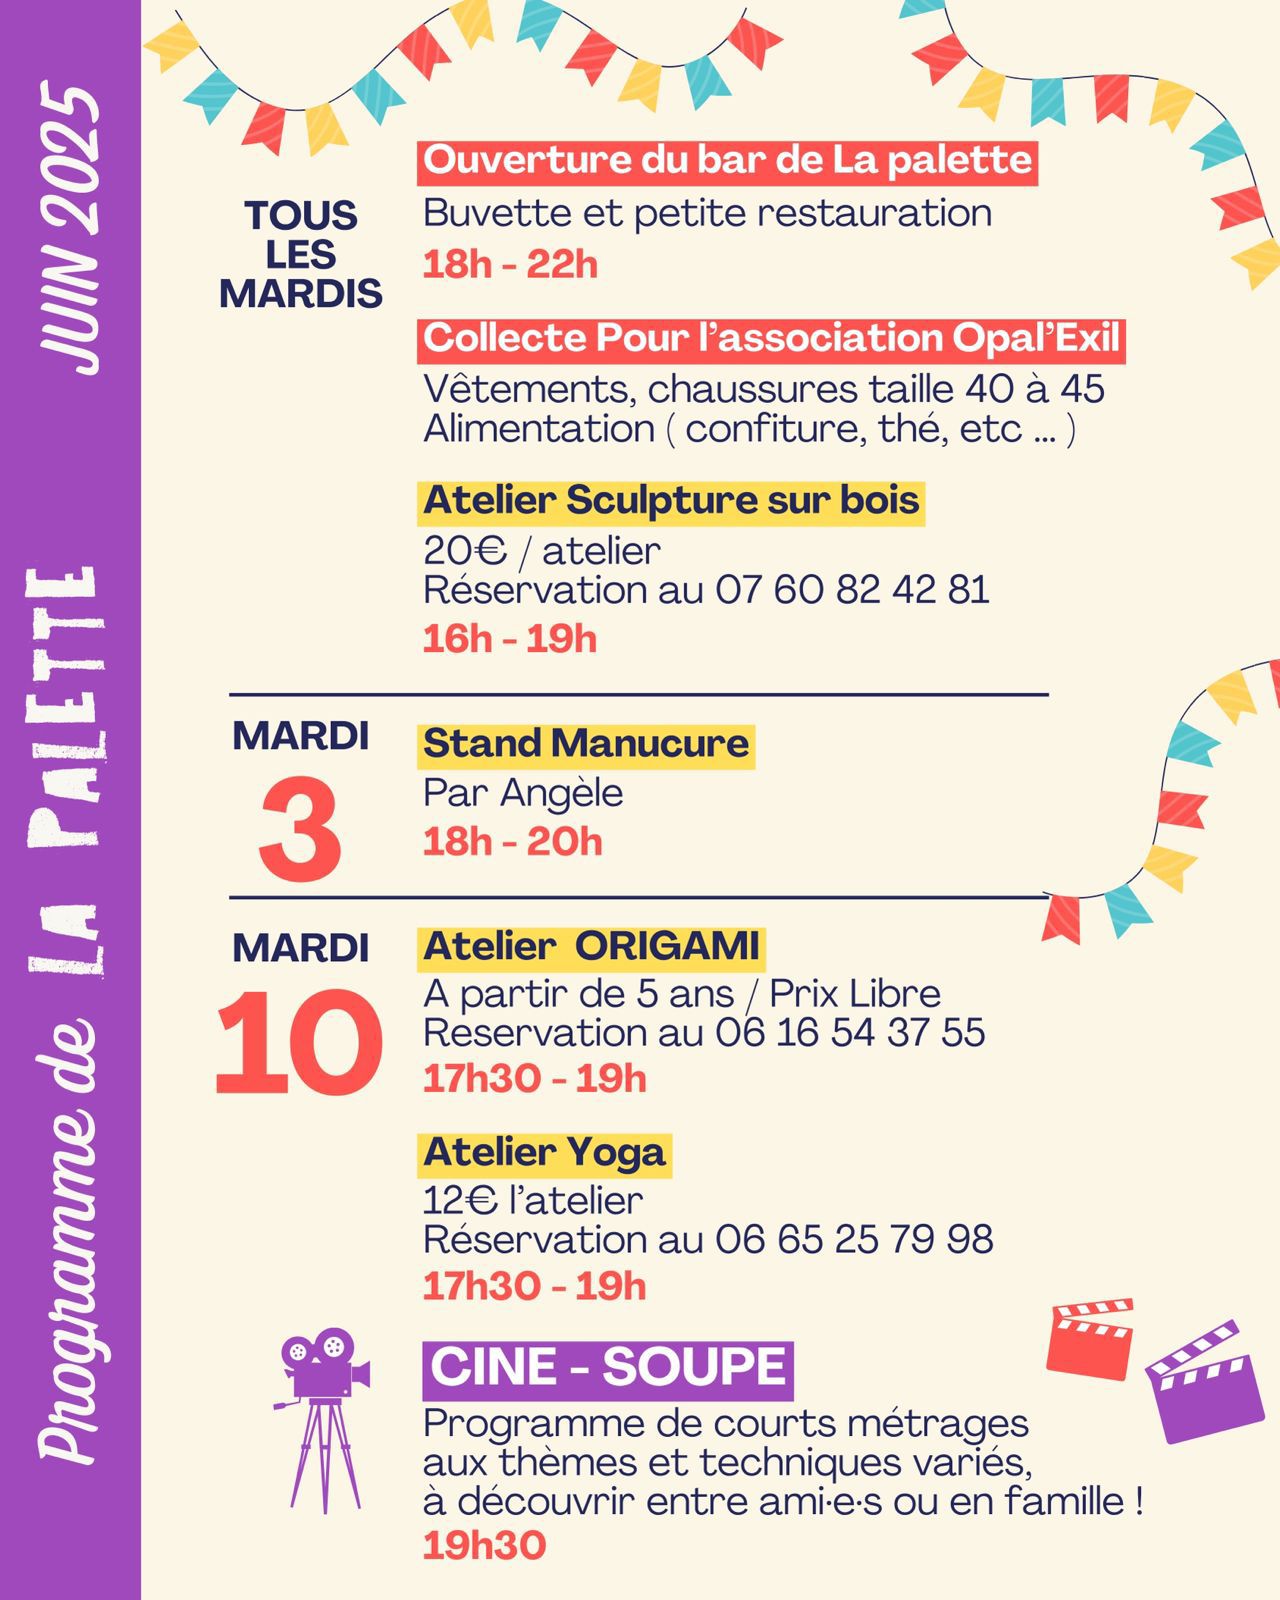 JUIN 2025
Programme de LA PALETTE
TOUS
LES
MARDIS
Ouverture du bar de La palette
Buvette et petite restauration
18h - 22h
Collecte Pour l’association Opal’Exil
Vêtements, chaussures taille 40 à 45
Alimentation ( confiture, thé, etc ... )
Atelier Sculpture sur bois
20€ / atelier
Réservation au 07 60 82 42 81
16h - 19h
MARDI
3
Stand Manucure
Par Angèle
18h - 20h
MARDI
10
Atelier ORIGAMI
A partir de 5 ans / Prix Libre
Reservation au 06 16 54 37 55
17h30 - 19h
Atelier Yoga
12€ l’atelier
Réservation au 06 65 25 79 98
17h30 - 19h
CINE - SOUPE
Programme de courts métrages
aux thèmes et techniques variés,
à découvrir entre ami·e·s ou en famille !
19h30